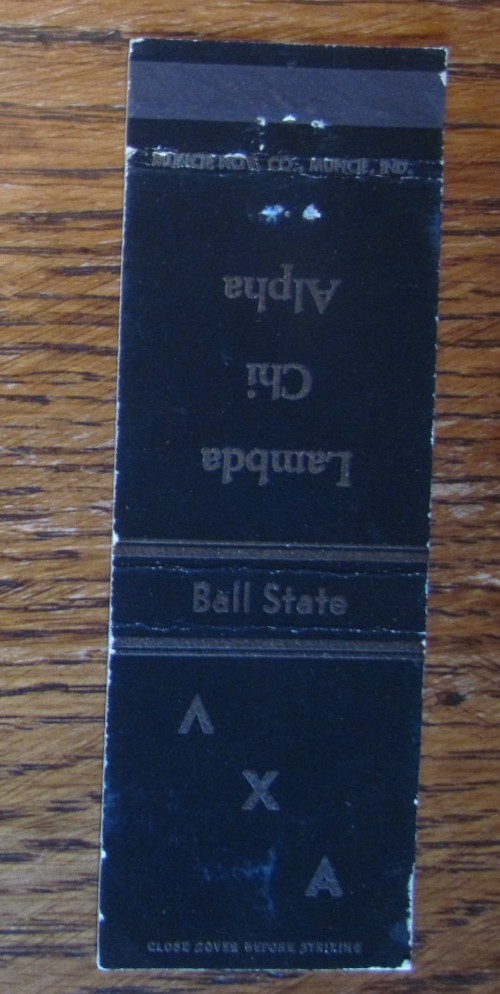 MUNCIE NOV. CO., MUNCIE, IND.
Lambda
Chi
Alpha
Ball State
Λ
X
A
CLOSE COVER BEFORE STRIKING